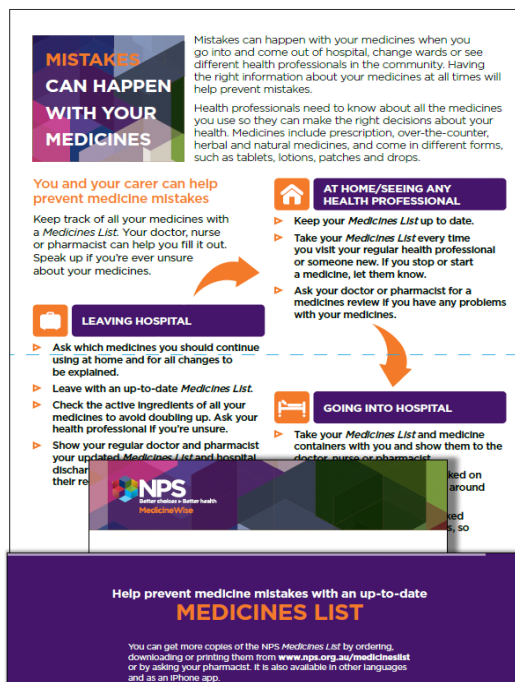 MISTAKES
CAN HAPPEN
WITH YOUR
MEDICINES
Mistakes can happen with your medicines when you
go into and come out of hospital, change wards or see
different health professionals in the community. Having
the right information about your medicines at all times will
help prevent mistakes.
Health professionals need to know about all the medicines
you use so they can make the right decisions about your
health. Medicines include prescription, over-the-counter,
herbal and natural medicines, and come in different forms,
such as tablets, lotions, patches and drops.
You and your carer can help
prevent medicine mistakes
Keep track of all your medicines with
a Medicines List. Your doctor, nurse
or pharmacist can help you fill it out.
Speak up if you're ever unsure
about your medicines.
AT HOME/SEEING ANY
HEALTH PROFESSIONAL
Keep your Medicines List up to date.
Take your Medicines List every time
you visit your regular health professional
or someone new. If you stop or start
a medicine, let them know.
Ask your doctor or pharmacist for a
medicines review if you have any problems
with your medicines.
LEAVING HOSPITAL
Ask which medicines you should continue
using at home and for all changes to
be explained.
Leave with an up-to-date Medicines List.
Check the active ingredients of all your
medicines to avoid doubling up. Ask your
health professional if you're unsure.
Show your regular doctor and pharmacist
your updated Medicines List and hospital
GOING INTO HOSPITAL
Take your Medicines List and medicine
containers with you and show them to the
doctor, nurse or pharmacist
on
around
so
NPS
Better choices ▸ Better health
MedicineWise
Help prevent medicine mistakes with an up-to-date
MEDICINES LIST
You can get more copies of the NPS Medicines List by ordering,
downloading or printing them from www.nps.org.au/medicineslist
or by asking your pharmacist. It is also available in other languages
and as an iPhone app.